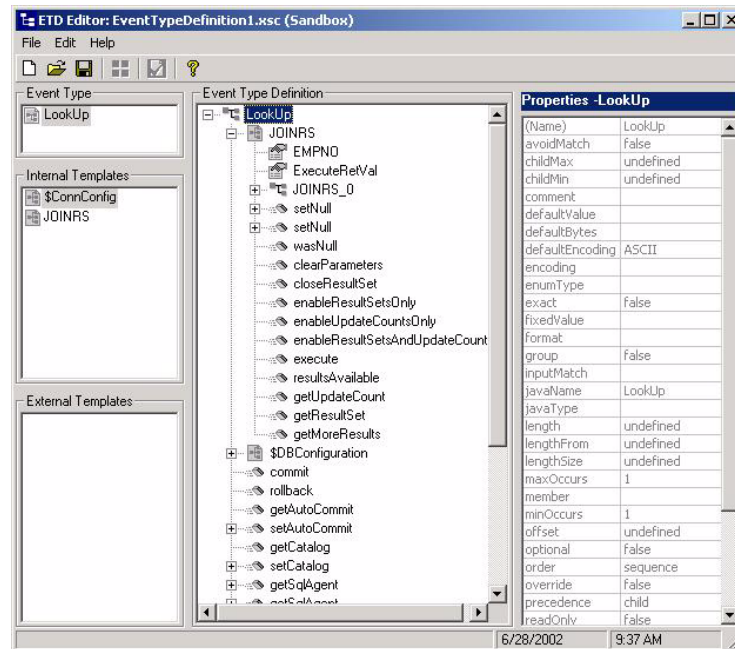 ETD Editor: EventTypeDefinition1.xsc (Sandbox)
File Edit Help
Event Type
LookUp
Internal Templates
$ConnConfig
JOINRS
External Templates
Event Type Definition
LookUp
JOINRS
EMPNO
ExecuteRetVal
JOINRS_0
setNull
setNull
wasNull
clearParameters
closeResultSet
enableResultSetsOnly
enableUpdateCountsOnly
enableResultSetsAndUpdateCount
execute
resultsAvailable
getUpdateCount
getResultSet
getMoreResults
$DBConfiguration
commit
rollback
getAutoCommit
setAutoCommit
getCatalog
setCatalog
getSqlAgent
Properties -LookUp
(Name) LookUp
avoidMatch false
childMax undefined
childMin undefined
comment
defaultValue
defaultBytes
defaultEncoding ASCII
encoding
enumType
exact false
fixedValue
format
group false
inputMatch
javaName LookUp
javaType
length undefined
lengthFrom undefined
lengthSize undefined
maxOccurs 1
member
minOccurs 1
offset undefined
optional false
order sequence
override false
precedence child
readOnly false
6/28/2002 9:37 AM